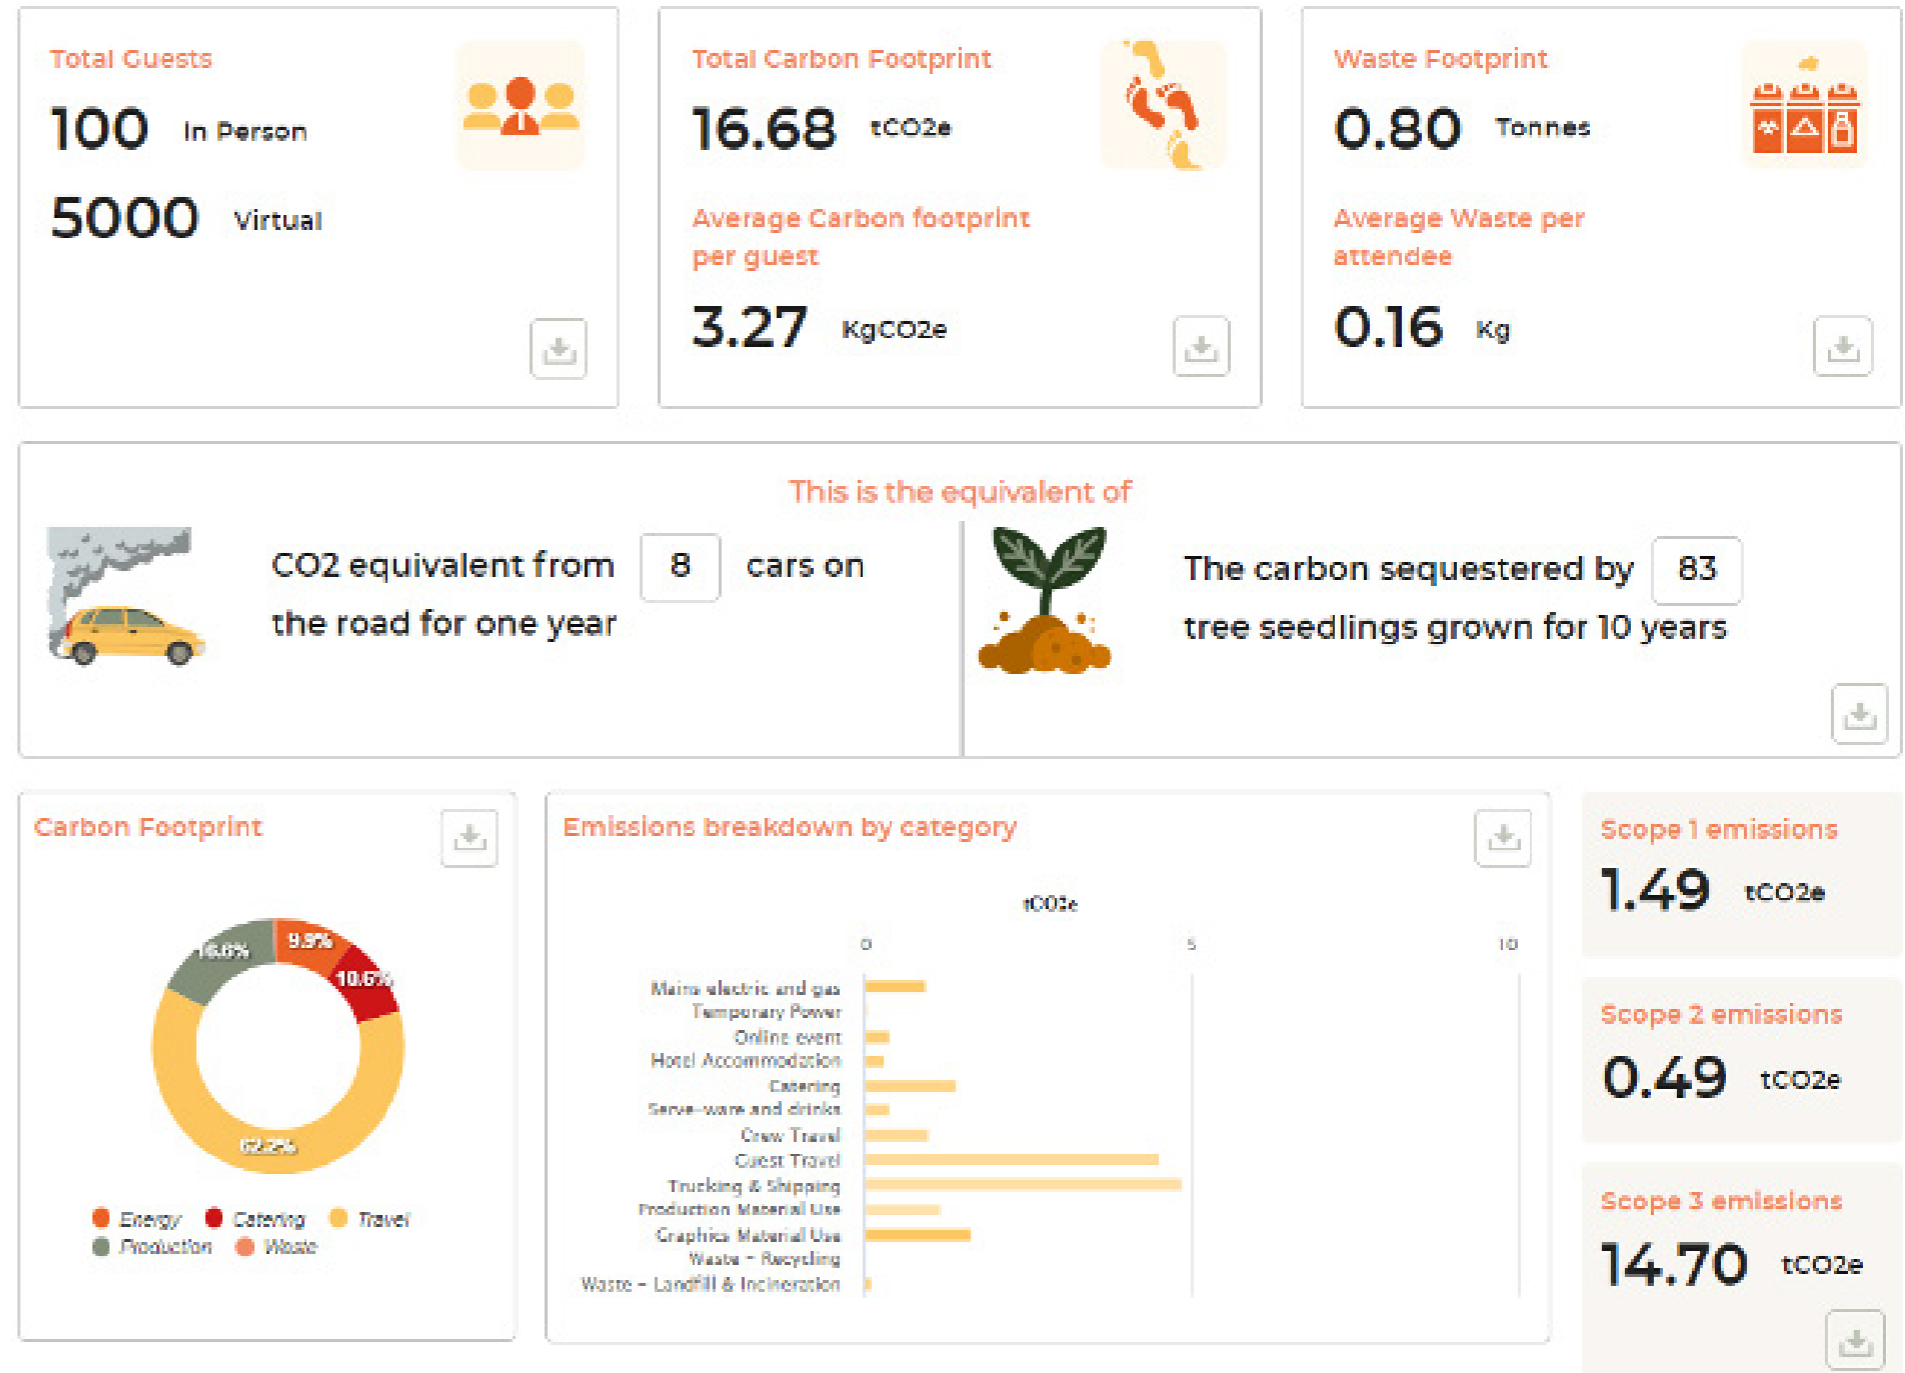 Total Guests
100 In Person
5000 Virtual
Total Carbon Footprint
16.68 tCO2e
Average Carbon footprint
per guest
3.27 KgCO2e
Waste Footprint
0.80 Tonnes
Average Waste per
attendee
0.16 Kg
This is the equivalent of
CO2 equivalent from 8 cars on
the road for one year
The carbon sequestered by 83
tree seedlings grown for 10 years
Carbon Footprint
16.6% 9.9%
10.6%
62.2%
Energy Catering Travel
Production Waste
Emissions breakdown by category
tCO2e
0 5 10
Mains electric and gas
Temporary Power
Online event
Hotel Accommodation
Catering
Serve-ware and drinks
Crew Travel
Guest Travel
Trucking & Shipping
Production Material Use
Graphics Material Use
Waste - Recycling
Waste - Landfill & Incineration
Scope 1 emissions
1.49 tCO2e
Scope 2 emissions
0.49 tCO2e
Scope 3 emissions
14.70 tCO2e